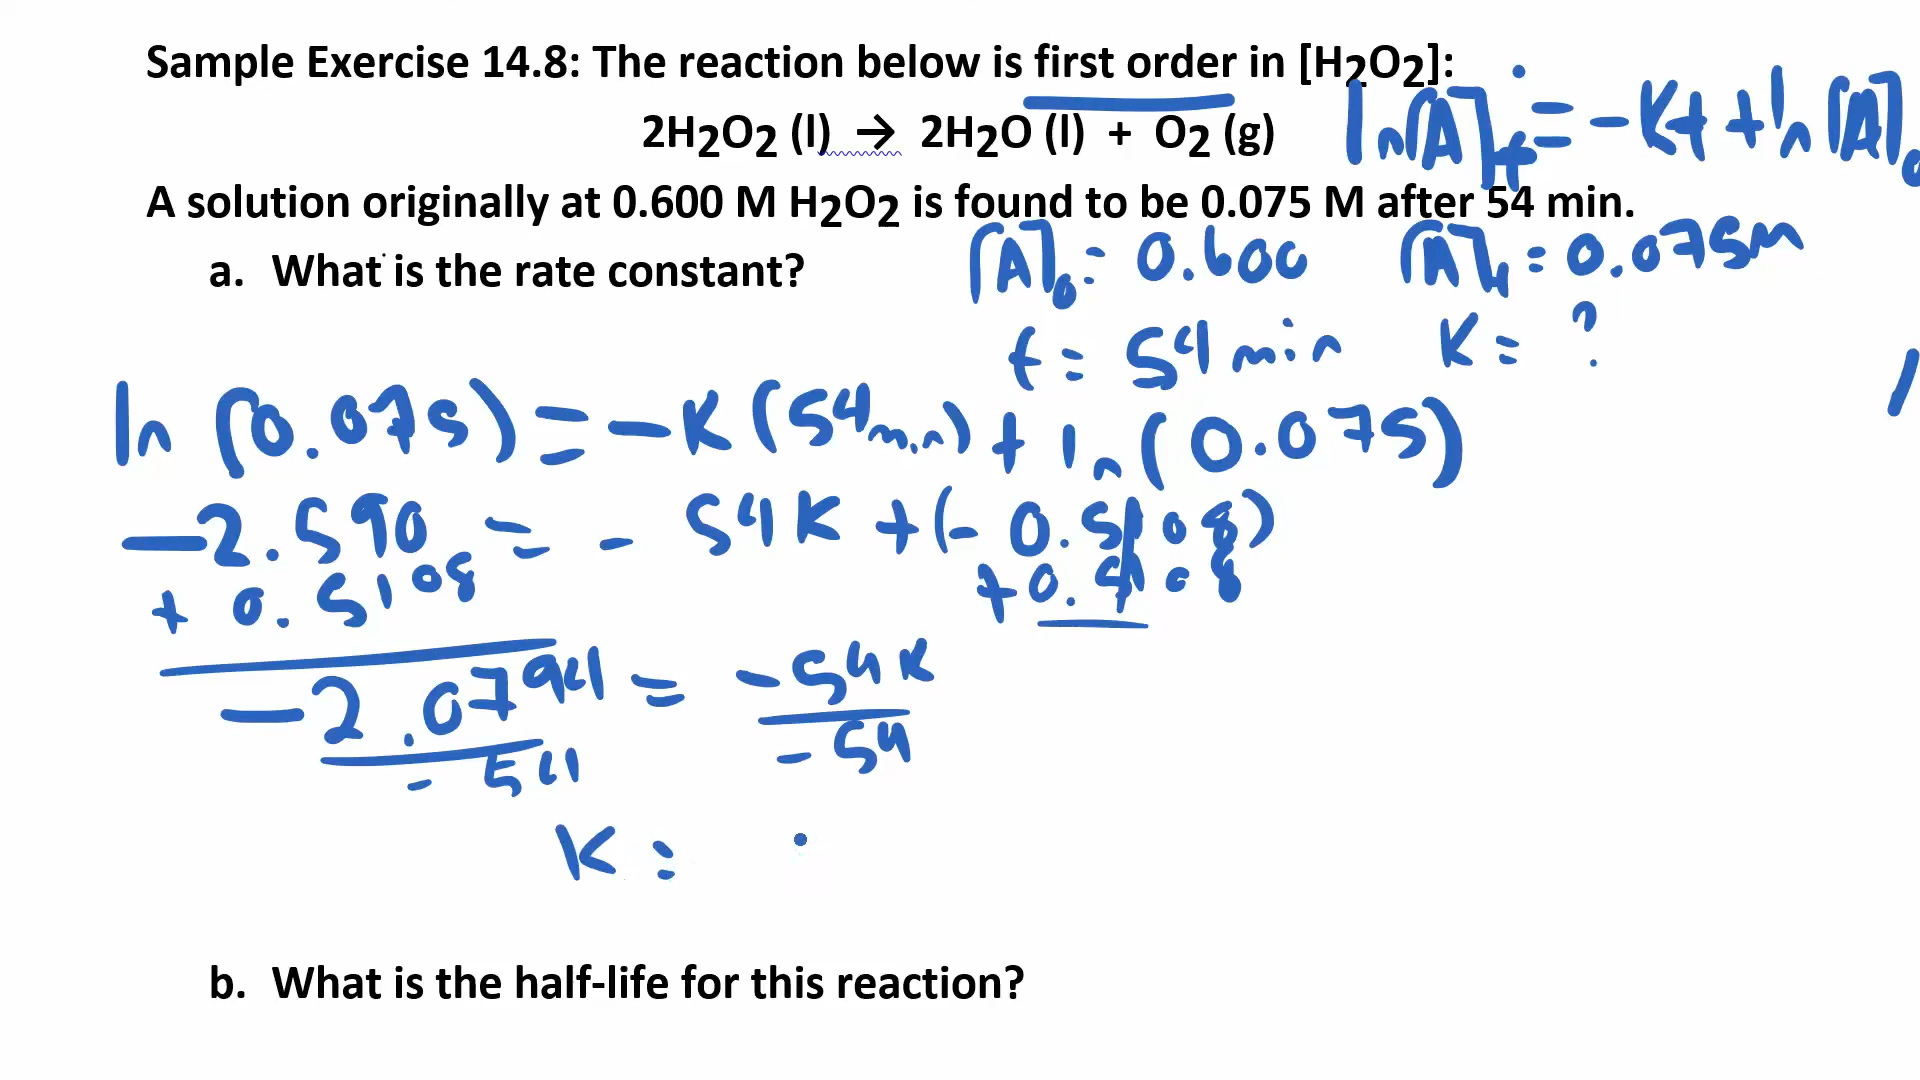 Sample Exercise 14.8: The reaction below is first order in [H2O2]:
2H2O2 (l) → 2H2O (l) + O2 (g)
ln[A]t = -Kt + ln[A]0
A solution originally at 0.600 M H2O2 is found to be 0.075 M after 54 min.
a. What is the rate constant?
[A]0 = 0.600 [A]t = 0.075M
t = 54 min K = ?
ln (0.075) = -K (54min) + ln (0.075)
-2.590 = - 54K + (- 0.5108)
+ 0.5108 +0.5108
-2.0794 = -54K
- 54 - 54
K =
b. What is the half-life for this reaction?